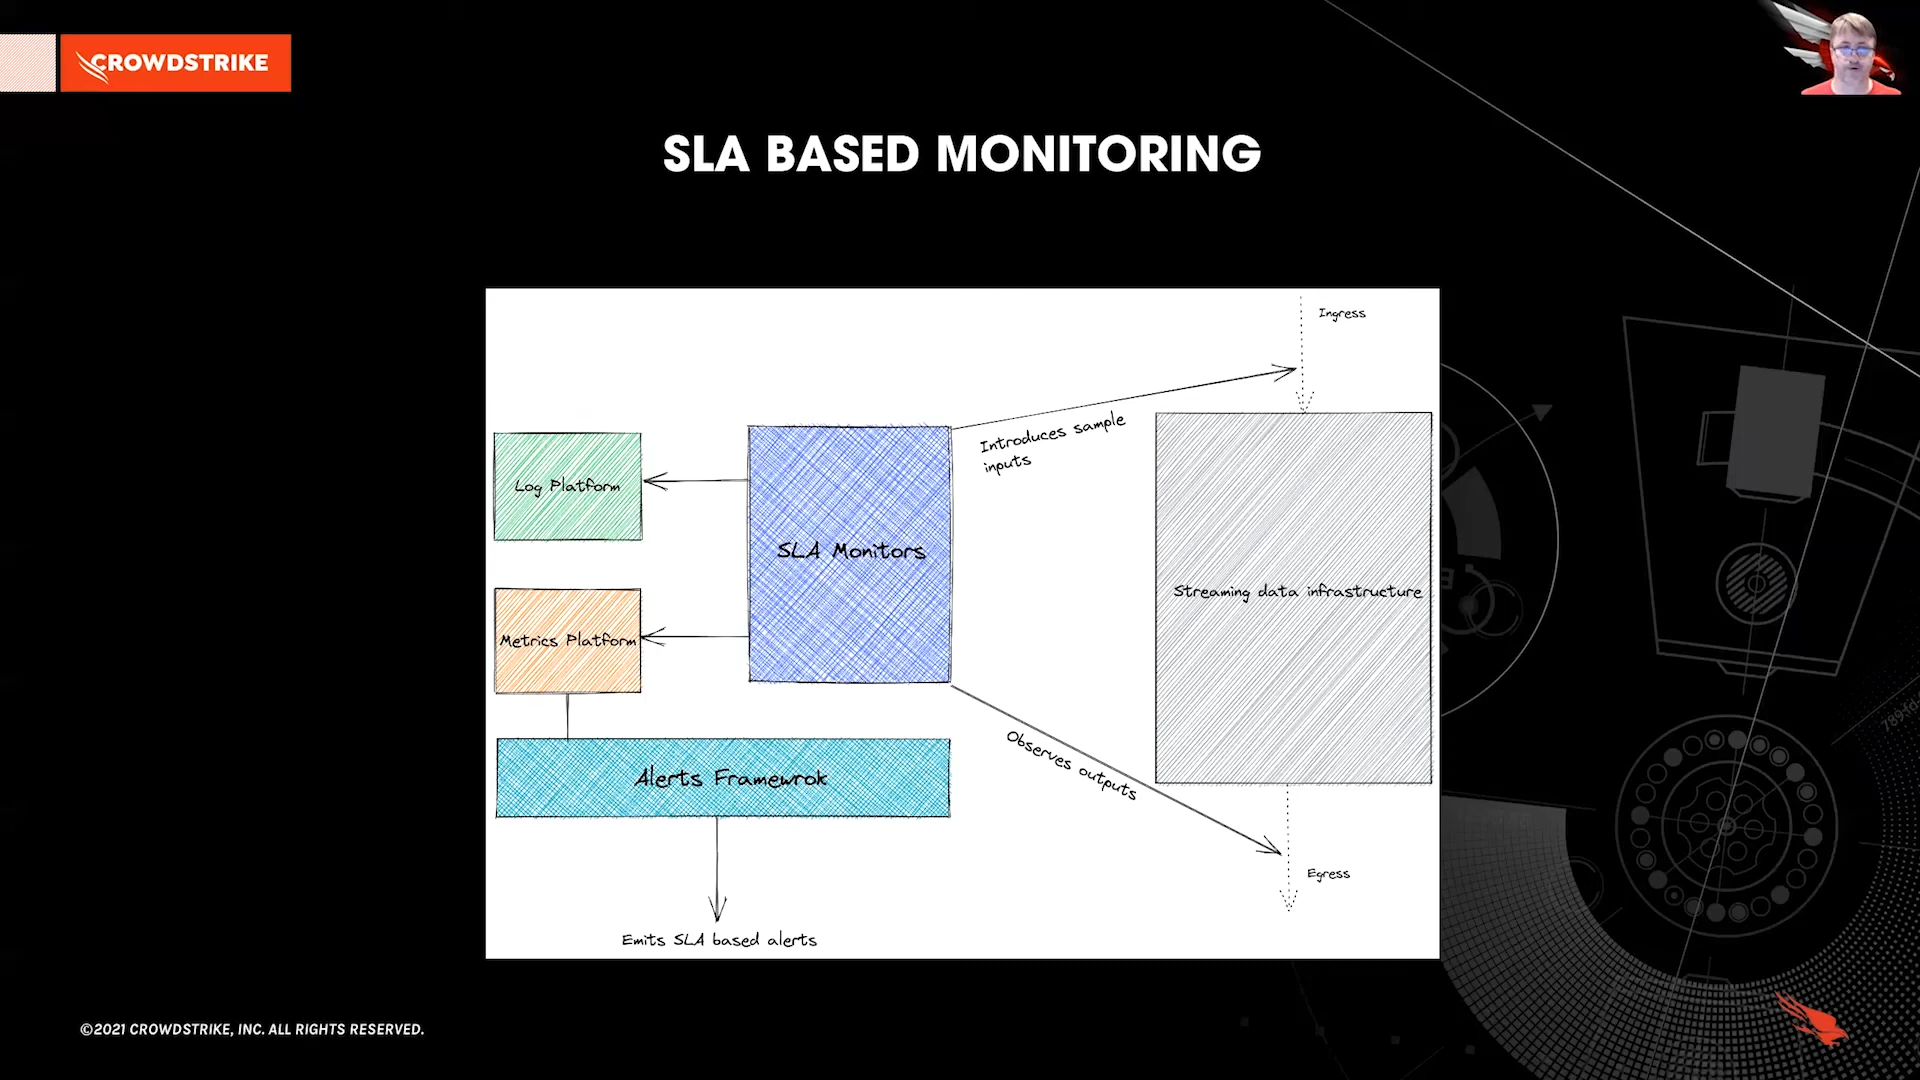 CROWDSTRIKE
SLA BASED MONITORING
Ingress
Introduces sample
inputs
Log Platform
SLA Monitors
Streaming data infrastructure
Metrics Platform
Observes outputs
Alerts Framewrok
Egress
Emits SLA based alerts
©2021 CROWDSTRIKE, INC. ALL RIGHTS RESERVED.